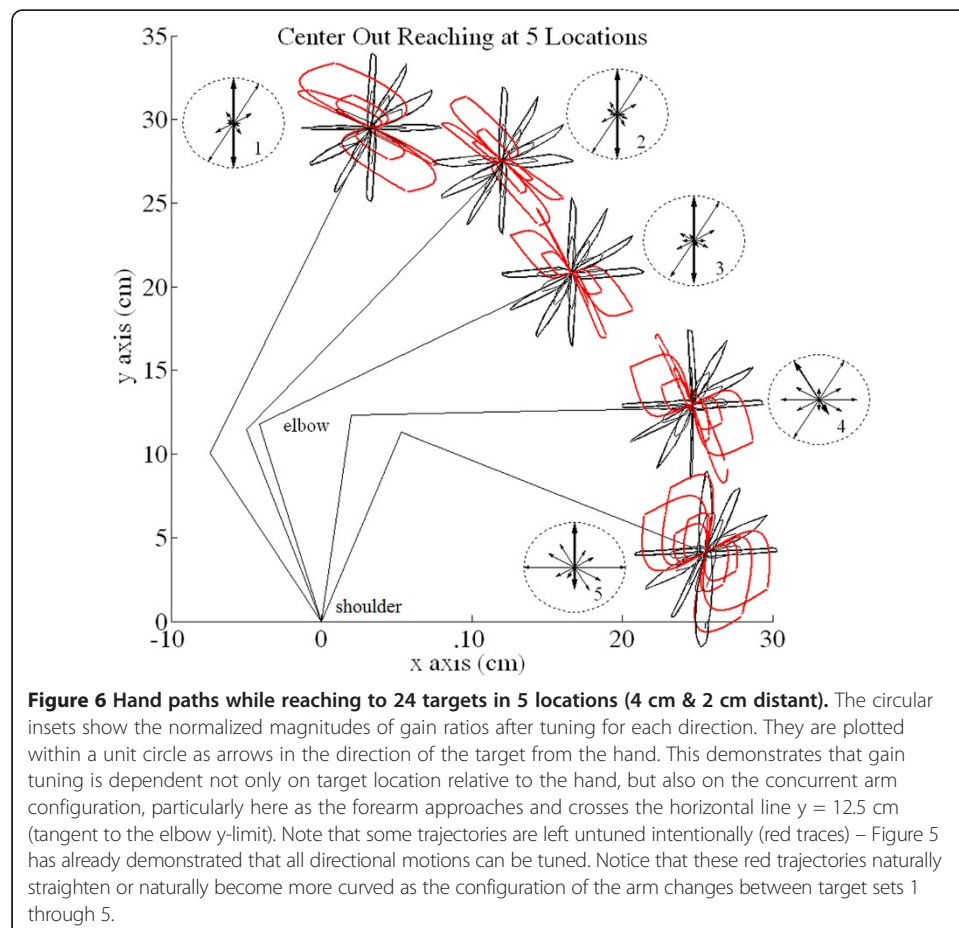 Center Out Reaching at 5 Locations
35
30
25
20
15
10
5
0
y axis (cm)
1
2
3
4
5
elbow
shoulder
-10
0
.10
20
30
x axis (cm)
Figure 6 Hand paths while reaching to 24 targets in 5 locations (4 cm & 2 cm distant). The circular
insets show the normalized magnitudes of gain ratios after tuning for each direction. They are plotted
within a unit circle as arrows in the direction of the target from the hand. This demonstrates that gain
tuning is dependent not only on target location relative to the hand, but also on the concurrent arm
configuration, particularly here as the forearm approaches and crosses the horizontal line y = 12.5 cm
(tangent to the elbow y-limit). Note that some trajectories are left untuned intentionally (red traces) – Figure 5
has already demonstrated that all directional motions can be tuned. Notice that these red trajectories naturally
straighten or naturally become more curved as the configuration of the arm changes between target sets 1
through 5.